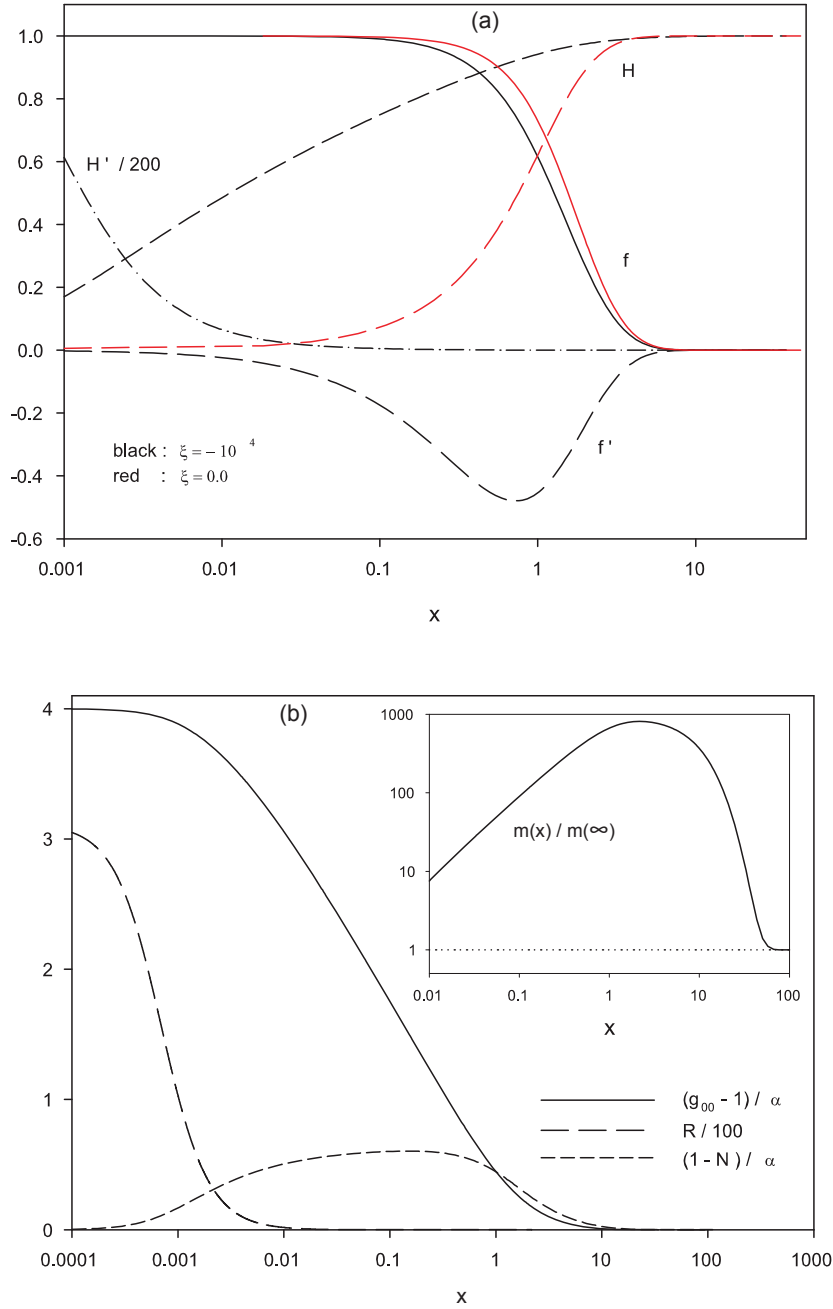 (a)
1.0
0.8
0.6
0.4
0.2
0.0
-0.2
-0.4
-0.6
H
H ' / 200
f
f '
black : ξ = − 10 ⁴
red : ξ = 0.0
0.001 0.01 0.1 1 10
x
(b)
4
3
2
1
0
1000
100
10
1
m(x) / m(∞)
0.01 0.1 1 10 100
x
(g₀₀ - 1) / α
R / 100
(1 - N ) / α
0.0001 0.001 0.01 0.1 1 10 100 1000
x